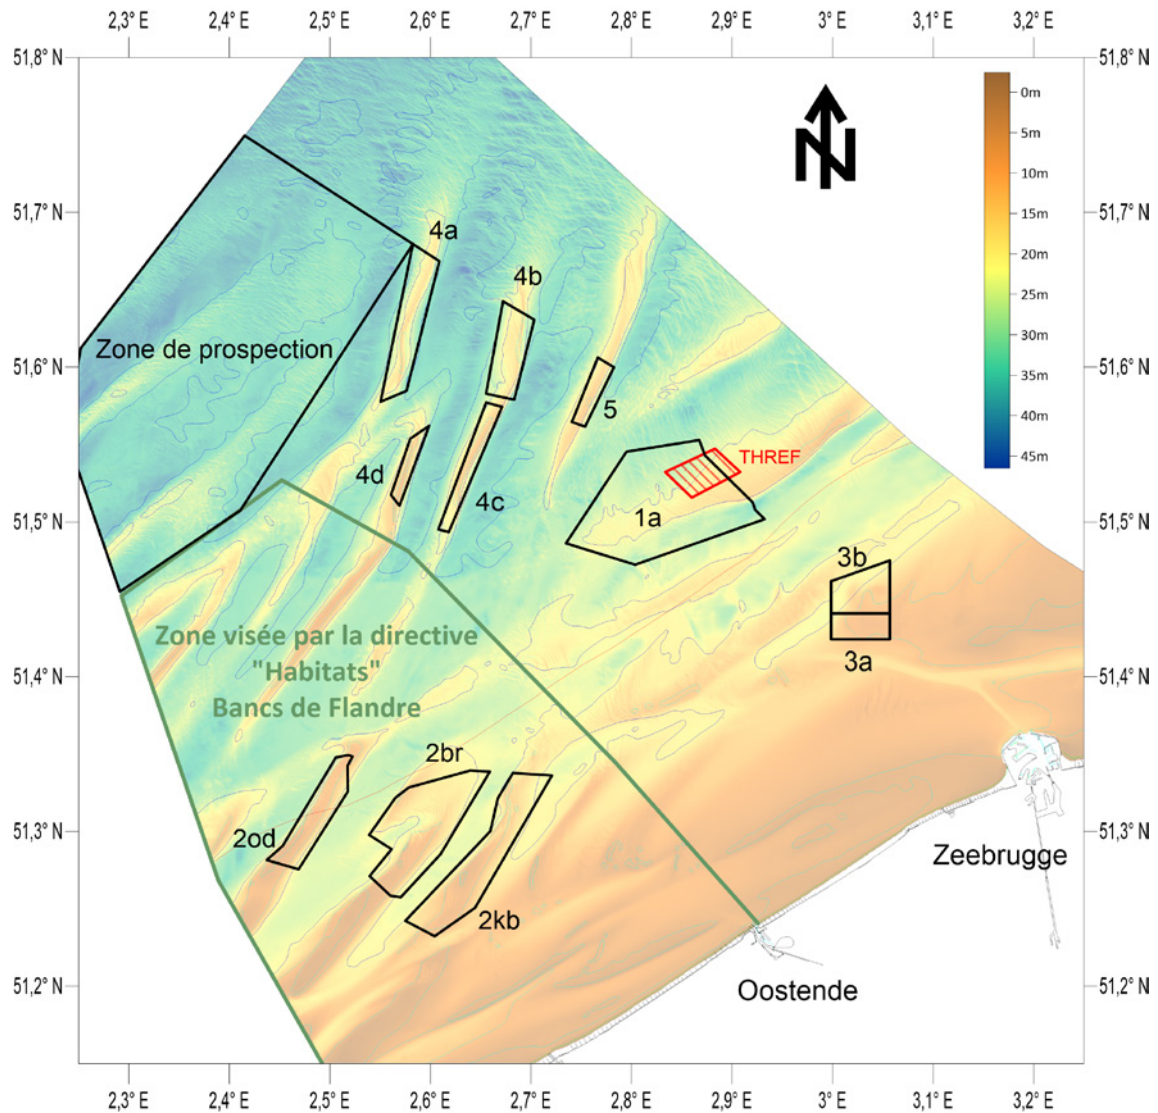 2,3° E 2,4° E 2,5° E 2,6° E 2,7° E 2,8° E 2,9° E 3° E 3,1° E 3,2° E
51,8° N 51,8° N
0m
5m
N
10m
15m
51,7° N 51,7° N
4a
20m
25m
4b
30m
35m
Zone de prospection
40m
51,6° N 51,6° N
45m
5
THREF
4d
4c
1a
51,5° N 51,5° N
3b
Zone visée par la directive
"Habitats"
3a
51,4° N 51,4° N
Bancs de Flandre
2br
2od
51,3° N 51,3° N
Zeebrugge
2kb
51,2° N 51,2° N
Oostende
2,3° E 2,4° E 2,5° E 2,6° E 2,7° E 2,8° E 2,9° E 3° E 3,1° E 3,2° E